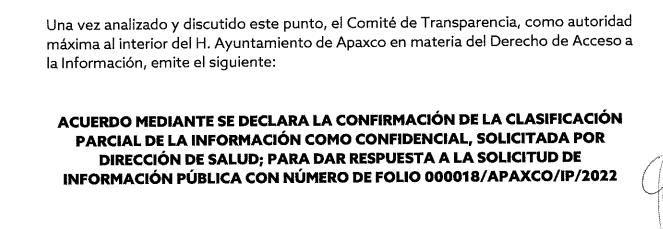 Una vez analizado y discutido este punto, el Comité de Transparencia, como autoridad
máxima al interior del H. Ayuntamiento de Apaxco en materia del Derecho de Acceso a
la Información, emite el siguiente:
ACUERDO MEDIANTE SE DECLARA LA CONFIRMACIÓN DE LA CLASIFICACIÓN
PARCIAL DE LA INFORMACIÓN COMO CONFIDENCIAL, SOLICITADA POR
DIRECCIÓN DE SALUD; PARA DAR RESPUESTA A LA SOLICITUD DE
INFORMACIÓN PÚBLICA CON NÚMERO DE FOLIO 000018/APAXCO/IP/2022